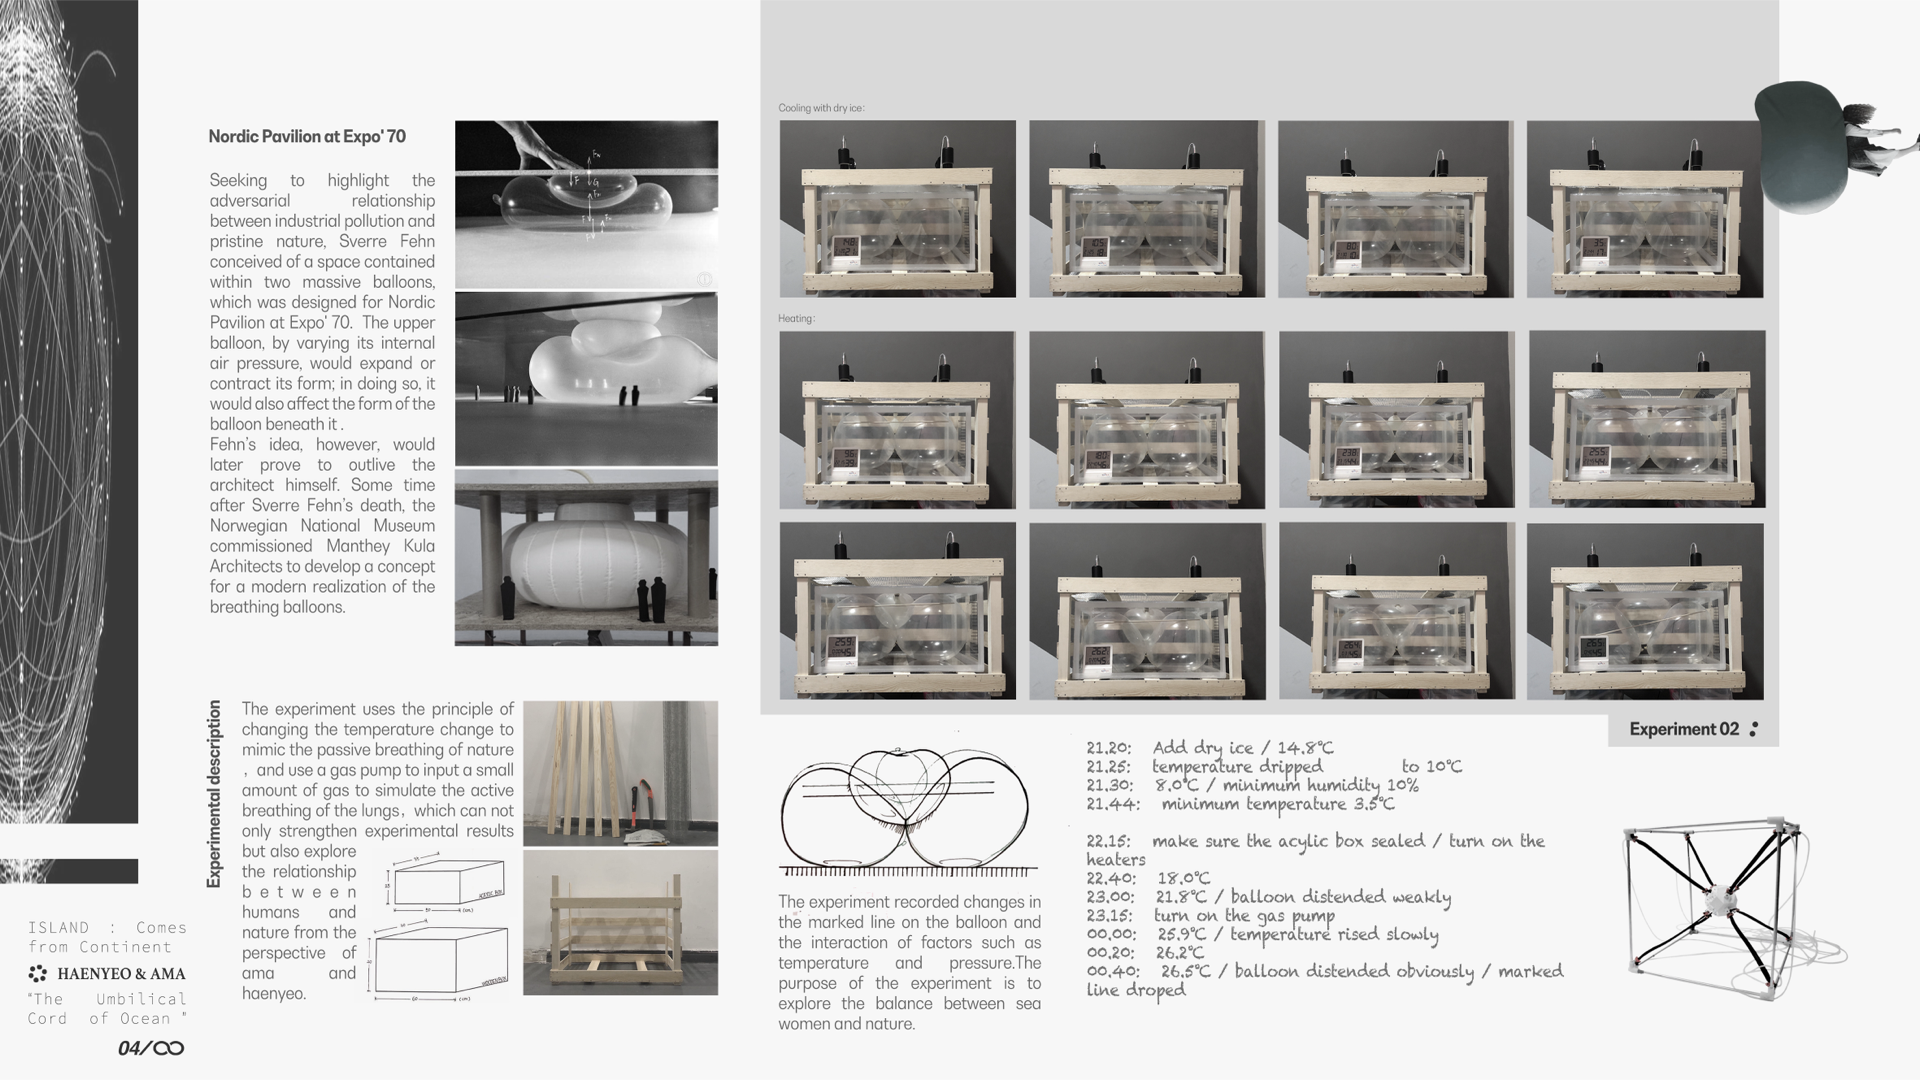 Nordic Pavilion at Expo' 70
Seeking to highlight the
adversarial relationship
between industrial pollution and
pristine nature, Sverre Fehn
conceived of a space contained
within two massive balloons,
which was designed for Nordic
Pavilion at Expo' 70. The upper
balloon, by varying its internal
air pressure, would expand or
contract its form; in doing so, it
would also affect the form of the
balloon beneath it .
Fehn's idea, however, would
later prove to outlive the
architect himself. Some time
after Sverre Fehn's death, the
Norwegian National Museum
commissioned Manthey Kula
Architects to develop a concept
for a modern realization of the
breathing balloons.
Experimental description
The experiment uses the principle of
changing the temperature change to
mimic the passive breathing of nature
, and use a gas pump to input a small
amount of gas to simulate the active
breathing of the lungs, which can not
only strengthen experimental results
but also explore
the relationship
between
humans and
nature from the
perspective of
ama and
haenyeo.
ISLAND : Comes
from Continent
HAENYEO & AMA
"The Umbilical
Cord of Ocean "
04/
Cooling with dry ice:
Heating:
Experiment 02
The experiment recorded changes in
the marked line on the balloon and
the interaction of factors such as
temperature and pressure.The
purpose of the experiment is to
explore the balance between sea
women and nature.
21.20: Add dry ice / 14.8℃
21.25: temperature dripped to 10℃
21.30: 8.0℃ / minimum humidity 10%
21.44: minimum temperature 3.5℃
22.15: make sure the acylic box sealed / turn on the
heaters
22.40: 18.0℃
23.00: 21.8℃ / balloon distended weakly
23.15: turn on the gas pump
00.00: 25.9℃ / temperature rised slowly
00.20: 26.2℃
00.40: 26.5℃ / balloon distended obviously / marked
line droped